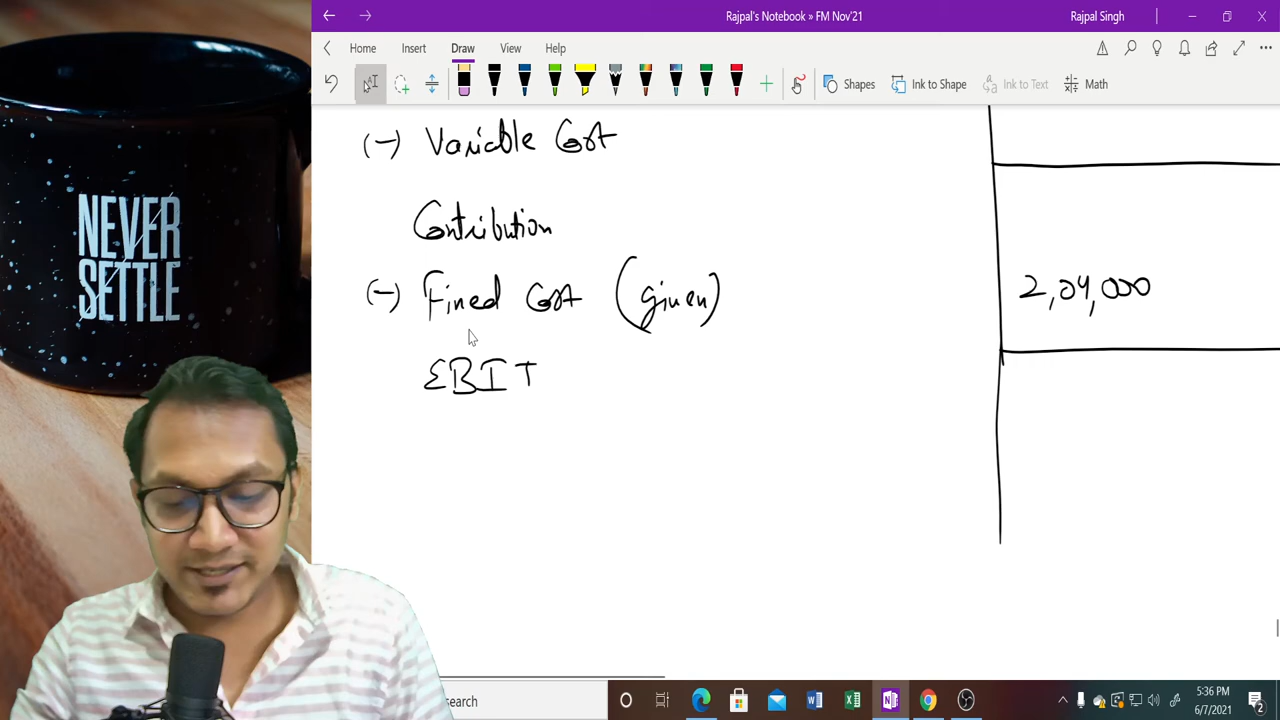 Rajpal's Notebook » FM Nov'21
Rajpal Singh
Home Insert Draw View Help
Shapes Ink to Shape Ink to Text Math
(-) Variable Cost
Contribution
(-) Fixed Cost (given)
2,04,000
EBIT
NEVER
SETTLE
search
5:36 PM
6/7/2021
2